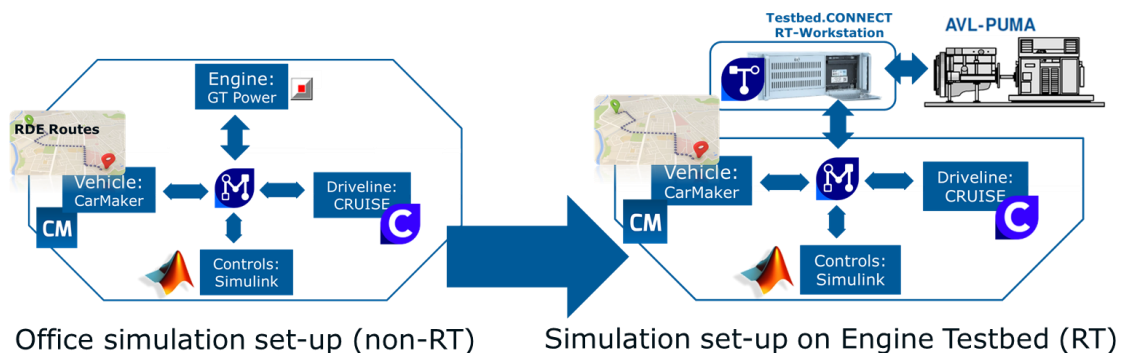 Testbed.CONNECT
RT-Workstation
AVL-PUMA
Engine:
GT Power
RDE Routes
Vehicle:
CarMaker
Driveline:
CRUISE
CM
C
Controls:
Simulink
Vehicle:
CarMaker
Driveline:
CRUISE
CM
C
Controls:
Simulink
Office simulation set-up (non-RT)
Simulation set-up on Engine Testbed (RT)